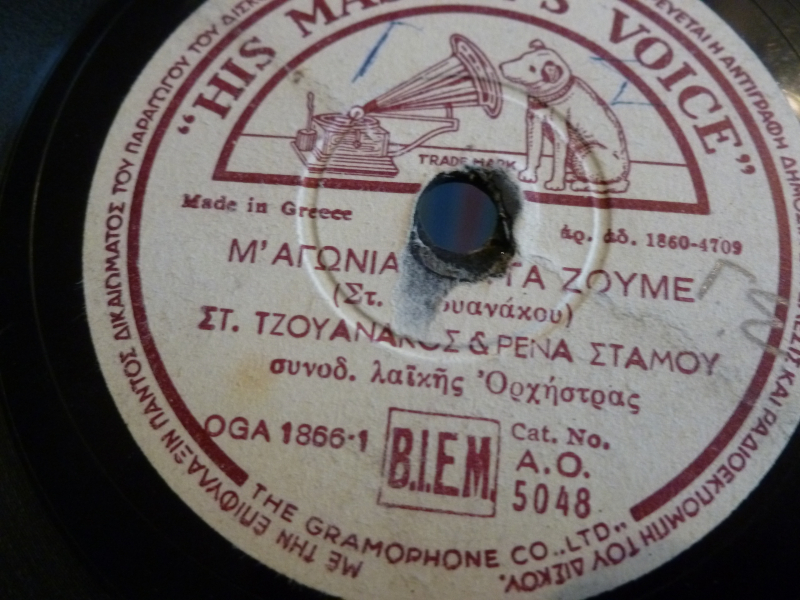 "HIS VOICE"
TRADE MARK
Made in Greece
ἀρ. ἀδ. 1860-4709
Μ' ΑΓΩΝΙΑ ΖΟΥΜΕ
(Στ.
ΣΤ. ΤΖΟΥΑΝΑΚΟΣ & ΡΕΝΑ ΣΤΑΜΟΥ
συνοδ. λαϊκῆς Ὀρχήστρας
OGA 1866-1
B.I.E.M.
Cat. No.
A.O.
5048
THE GRAMOPHONE CO., LTD.,
ΜΕ ΤΗΝ ΕΠΙΦΥΛΑΞΙΝ ΠΑΝΤΟΣ ΔΙΚΑΙΩΜΑΤΟΣ ΤΟΥ ΠΑΡΑΓΩΓΟΥ ΤΟΥ Η ΑΝΤΙΓΡΑΦΗ ΚΑΙ ΡΑΔΙΟΕΚΠΟΜΠΗ ΤΟΥ ΔΙΣΚΟΥ.